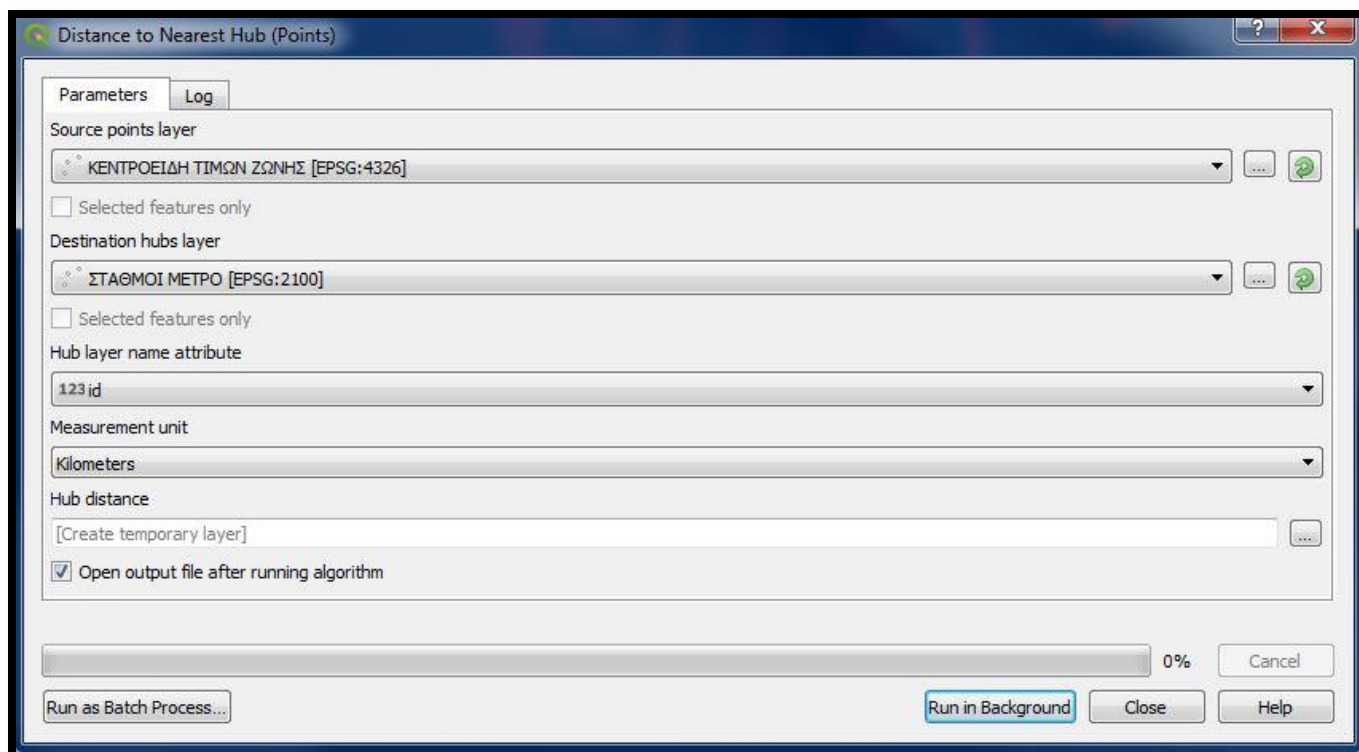 Distance to Nearest Hub (Points)
Parameters
Log
Source points layer
ΚΕΝΤΡΟΕΙΔΗ ΤΙΜΩΝ ΖΩΝΗΣ [EPSG:4326]
...
Selected features only
Destination hubs layer
ΣΤΑΘΜΟΙ ΜΕΤΡΟ [EPSG:2100]
...
Selected features only
Hub layer name attribute
123 id
Measurement unit
Kilometers
Hub distance
[Create temporary layer]
...
Open output file after running algorithm
0%
Cancel
Run as Batch Process...
Run in Background
Close
Help